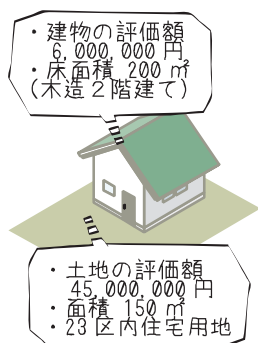 ・建物の評価額
6,000,000円
・床面積 200㎡
(木造2階建て)
・土地の評価額
45,000,000円
・面積 150㎡
・23区内住宅用地